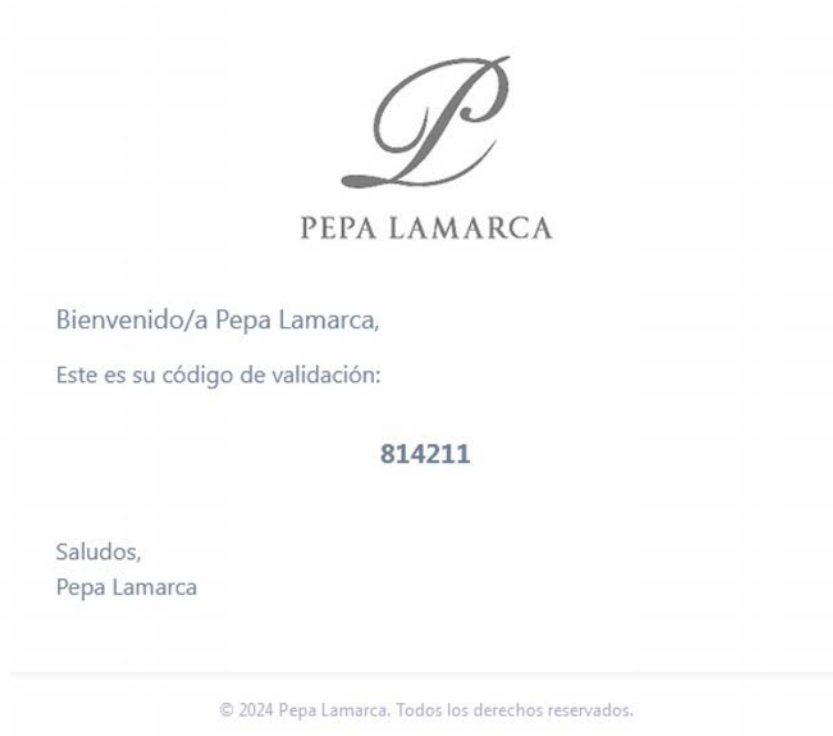 PEPA LAMARCA
Bienvenido/a Pepa Lamarca,
Este es su código de validación:
814211
Saludos,
Pepa Lamarca
© 2024 Pepa Lamarca. Todos los derechos reservados.